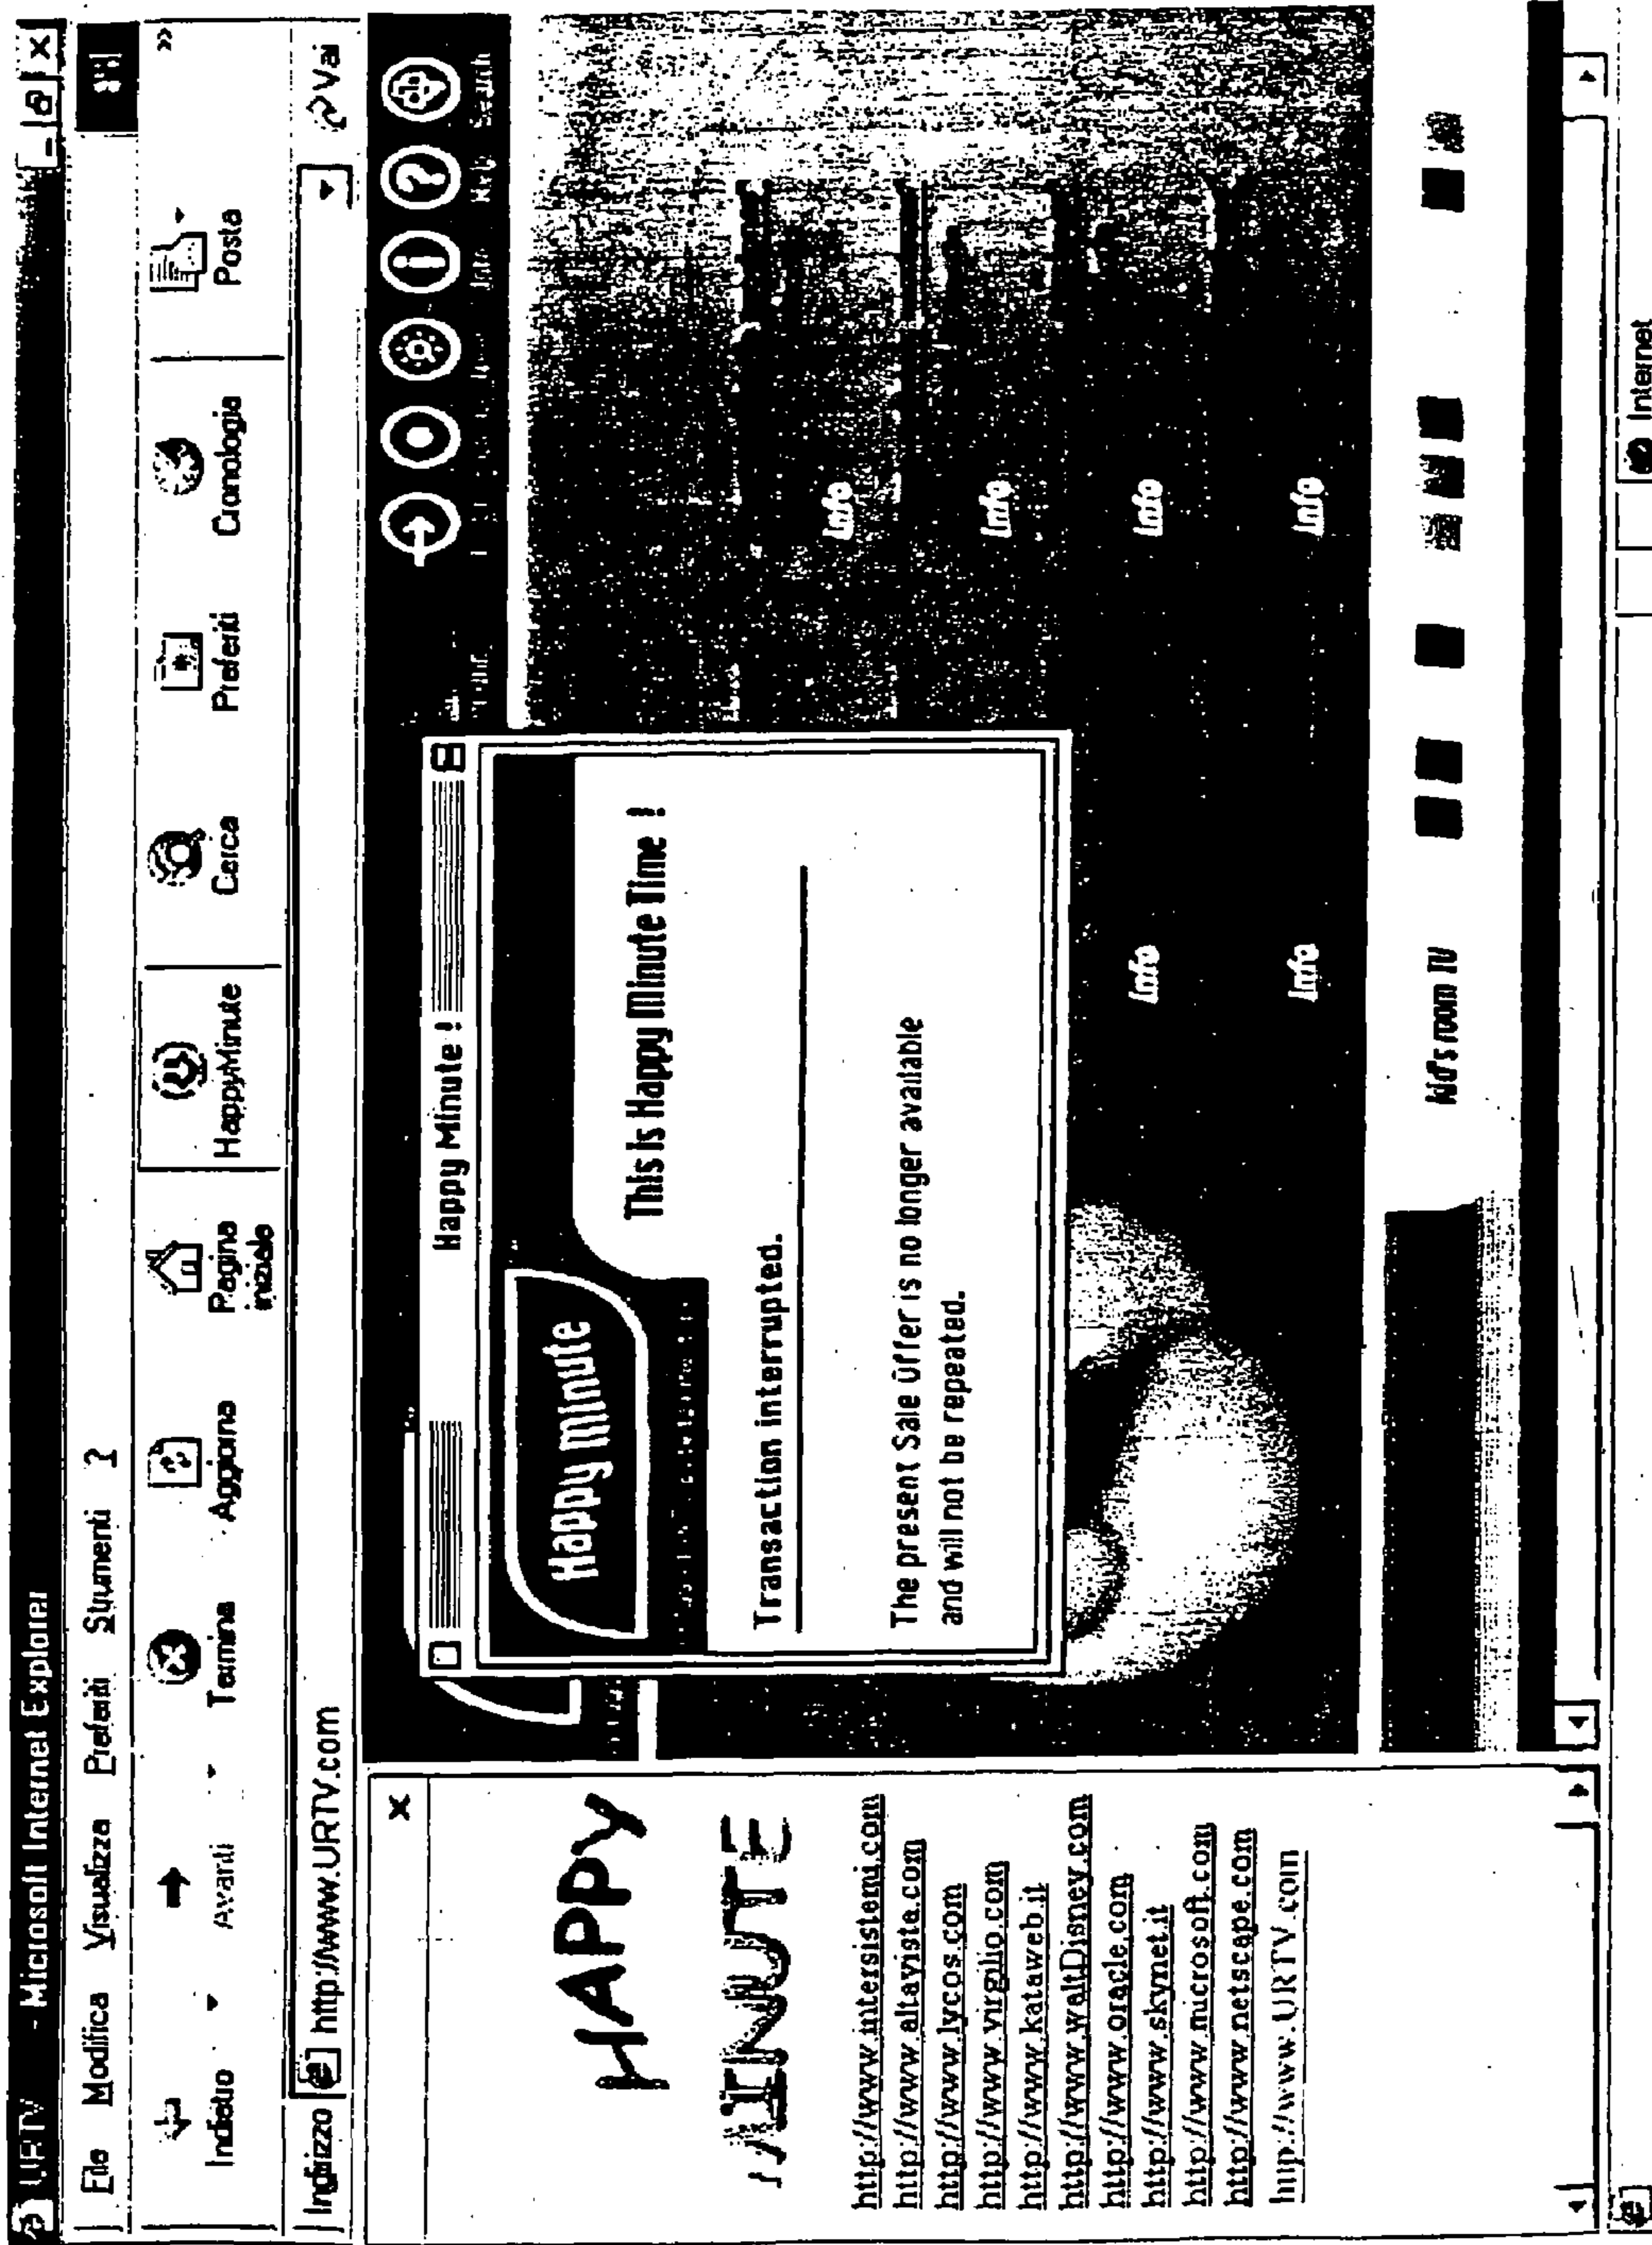 URTV - Microsoft Internet Explorer
File Modifica Visualizza Preferiti Strumenti ?
Indietro Avanti Termina Aggiorna Pagina iniziale HappyMinute Cerca Preferiti Cronologia Posta »
Indirizzo http://www.URTV.com Vai
HAPPY
MINUTE
http://www.intersistemi.com
http://www.altavista.com
http://www.lycos.com
http://www.virgilio.com
http://www.kataweb.it
http://www.waltDisney.com
http://www.oracle.com
http://www.skynet.it
http://www.microsoft.com
http://www.netscape.com
http://www.URTV.com
Info Help Search
Happy Minute !
Happy minute
This is Happy Minute Time !
Transaction interrupted.
The present Sale Offer is no longer available
and will not be repeated.
Info
Info
Info Info
Info Info
kid's room TV
Internet